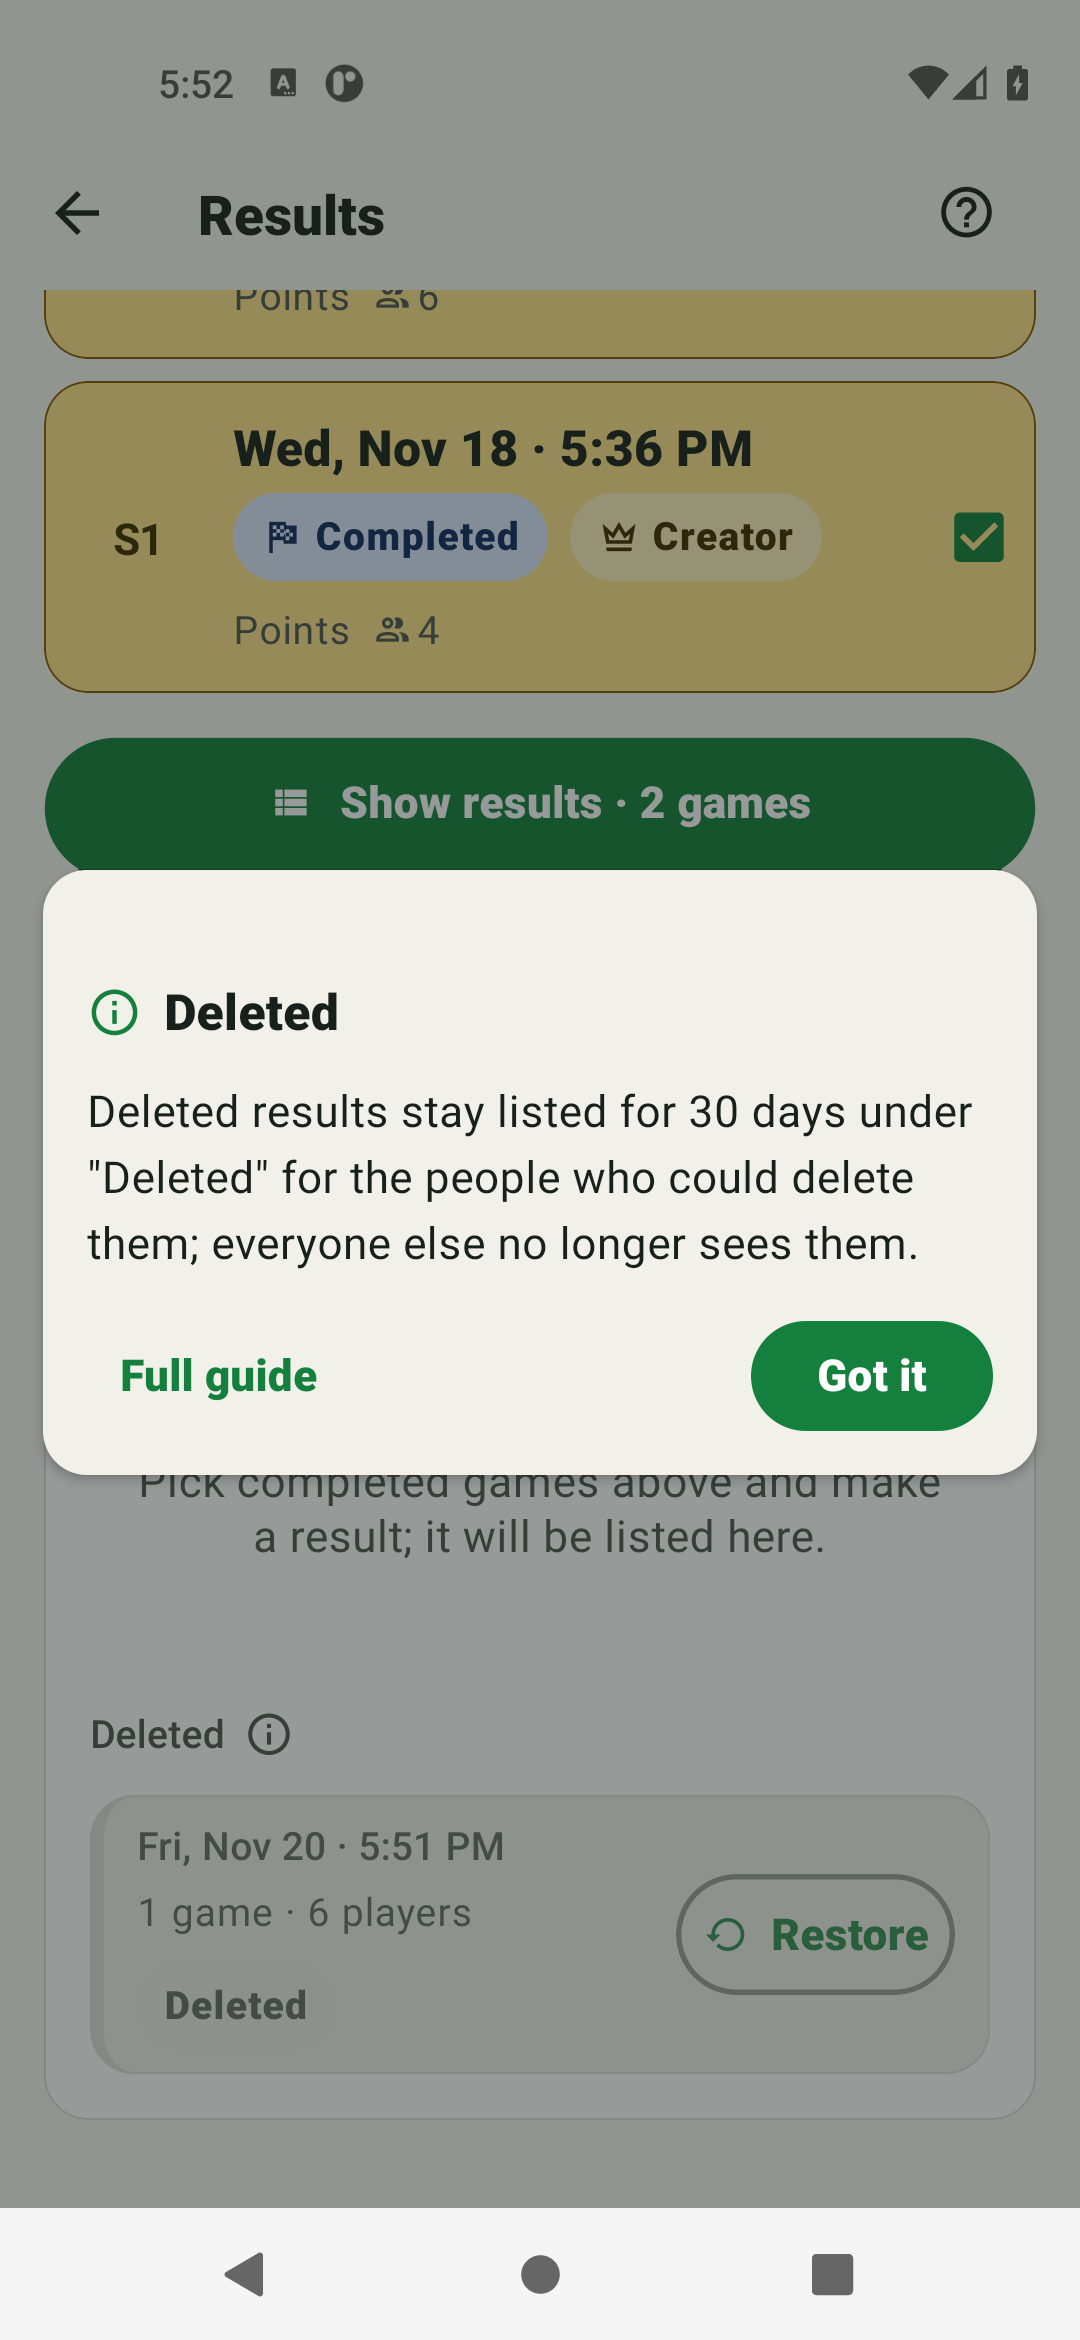 5:52
Results
Points 6
Wed, Nov 18 · 5:36 PM
S1
Completed
Creator
Points 4
Show results · 2 games
Deleted
Deleted results stay listed for 30 days under
"Deleted" for the people who could delete
them; everyone else no longer sees them.
Full guide
Got it
Pick completed games above and make
a result; it will be listed here.
Deleted
Fri, Nov 20 · 5:51 PM
1 game · 6 players
Restore
Deleted